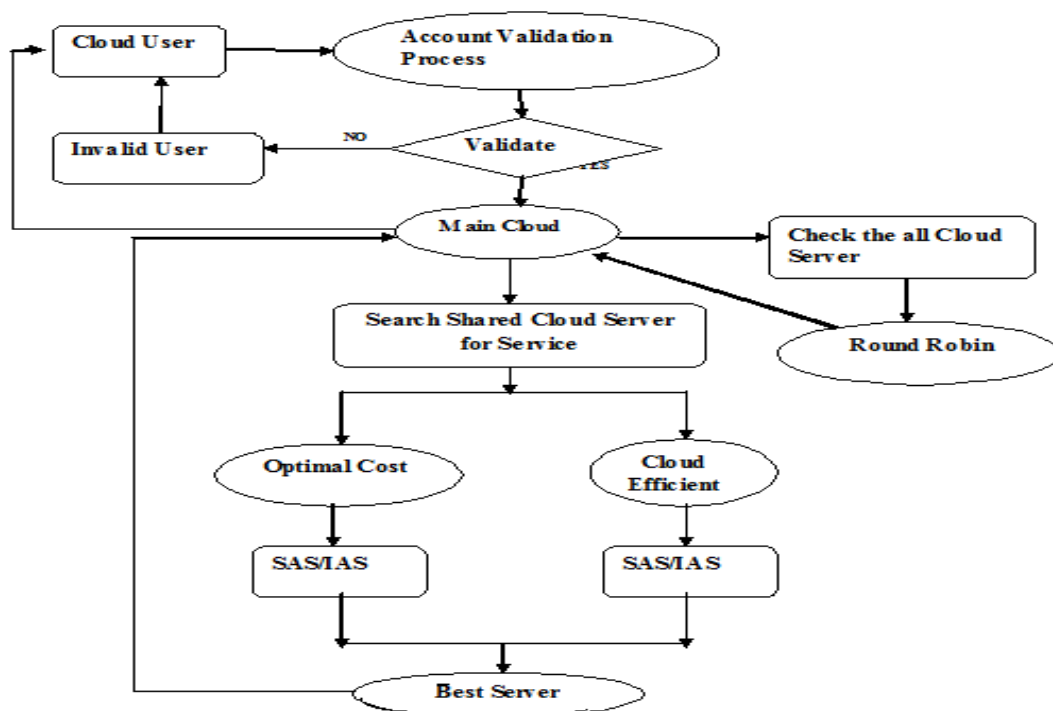 Cloud User
Account Validation
Process
Invalid User
NO
Validate
YES
Main Cloud
Check the all Cloud
Server
Search Shared Cloud Server
for Service
Round Robin
Optimal Cost
Cloud
Efficient
SAS/IAS
SAS/IAS
Best Server